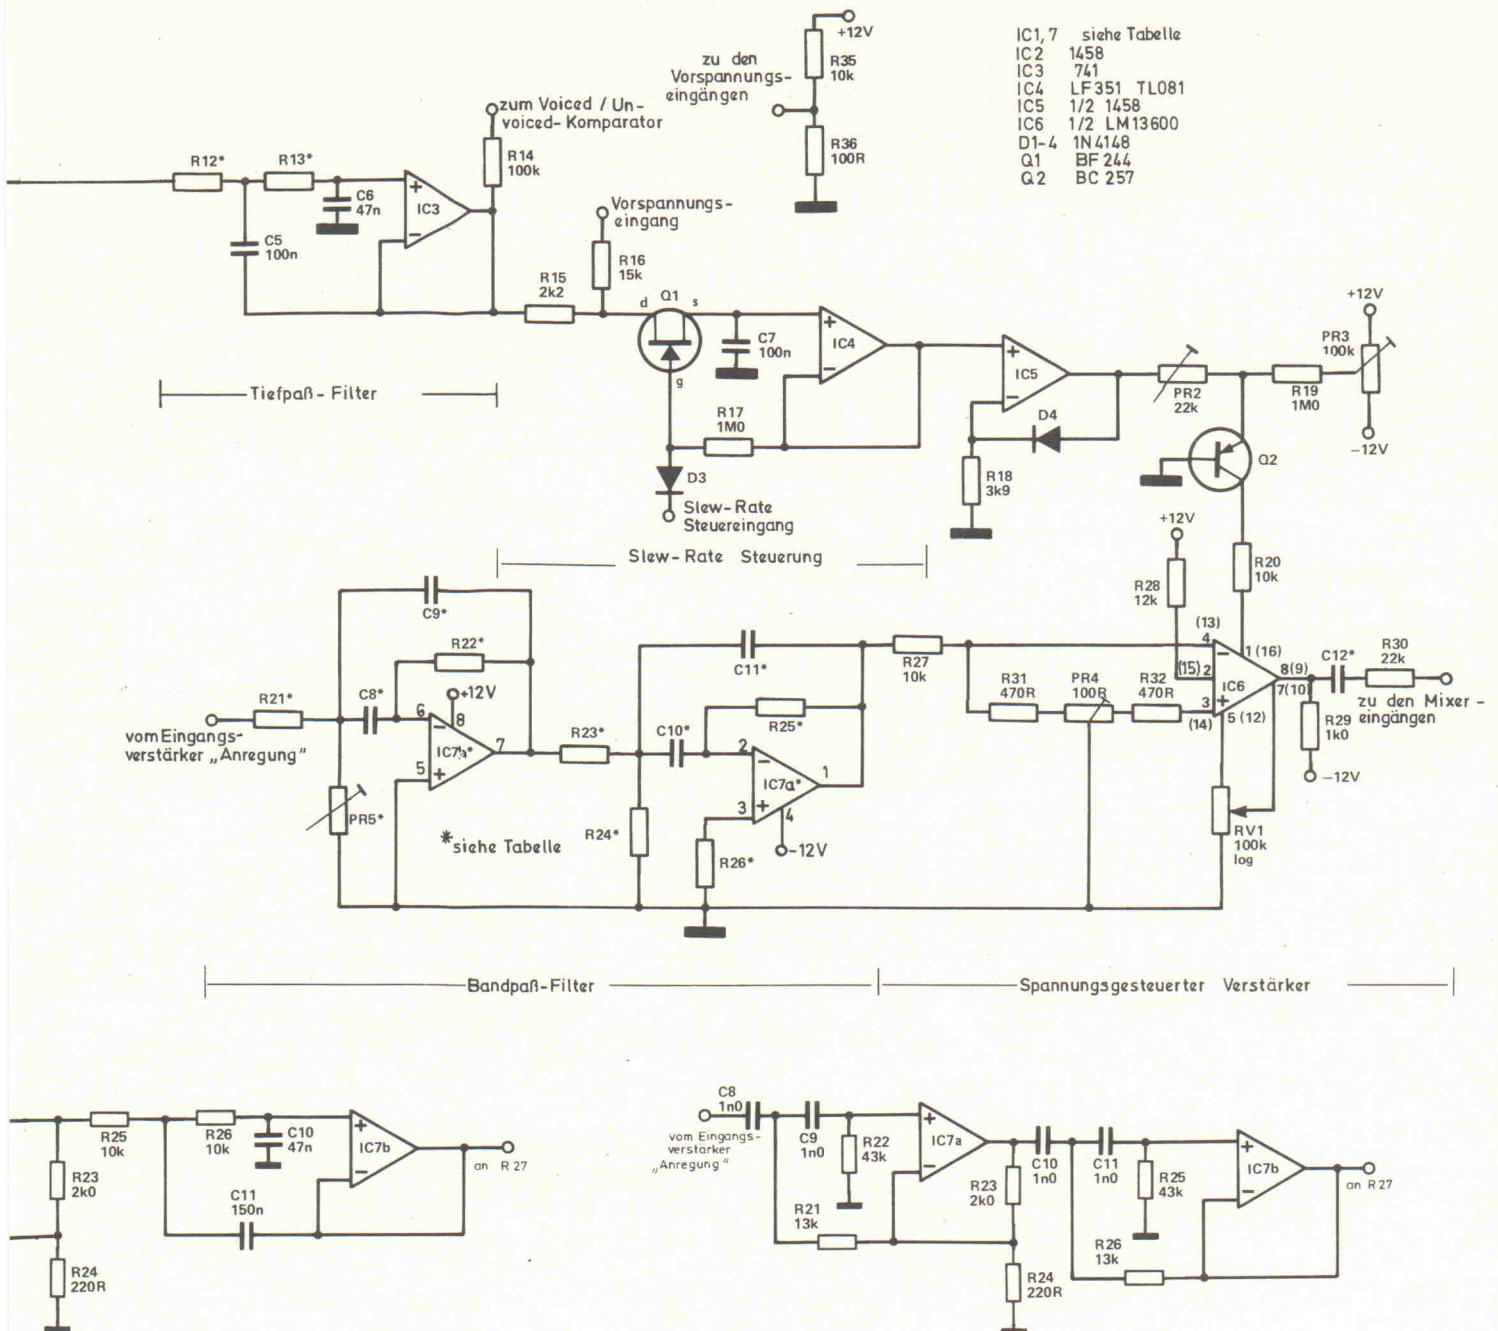 +12V
R35
10k
zu den
Vorspannungs-
eingängen
R36
100R
IC1, 7 siehe Tabelle
IC2 1458
IC3 741
IC4 LF351 TL081
IC5 1/2 1458
IC6 1/2 LM13600
D1-4 1N4148
Q1 BF 244
Q2 BC 257
zum Voiced / Un-
voiced-Komparator
R14
100k
R12*
R13*
C6
47n
C5
100n
+
IC3
−
Vorspannungs-
eingang
R16
15k
R15
2k2
d
Q1
s
g
C7
100n
+
IC4
−
R17
1M0
D3
Slew-Rate
Steuereingang
+
IC5
−
D4
R18
3k9
PR2
22k
R19
1M0
+12V
PR3
100k
−12V
Q2
Tiefpaß-Filter
Slew-Rate Steuerung
C9*
R22*
+12V
R21*
C8*
6
−
8
IC7b*
7
5
+
vom Eingangs-
verstärker „Anregung"
PR5*
*siehe Tabelle
R23*
C11*
R25*
C10*
2
−
IC7a*
1
3
+
4
−12V
R24*
R26*
R27
10k
R31
470R
PR4
100R
R32
470R
+12V
R28
12k
R20
10k
(13)
4
−
1 (16)
(15) 2
IC6
8(9)
7(10)
3
+
(14)
5 (12)
C12*
R30
22k
zu den Mixer-
eingängen
R29
1k0
−12V
RV1
100k
log
Bandpaß-Filter
Spannungsgesteuerter Verstärker
R25
10k
R26
10k
C10
47n
+
IC7b
−
an R 27
R23
2k0
C11
150n
R24
220R
C8
1n0
vom Eingangs-
verstärker
„Anregung"
C9
1n0
R22
43k
+
IC7a
−
R21
13k
R23
2k0
R24
220R
C10
1n0
C11
1n0
R25
43k
+
IC7b
−
R26
13k
an R 27